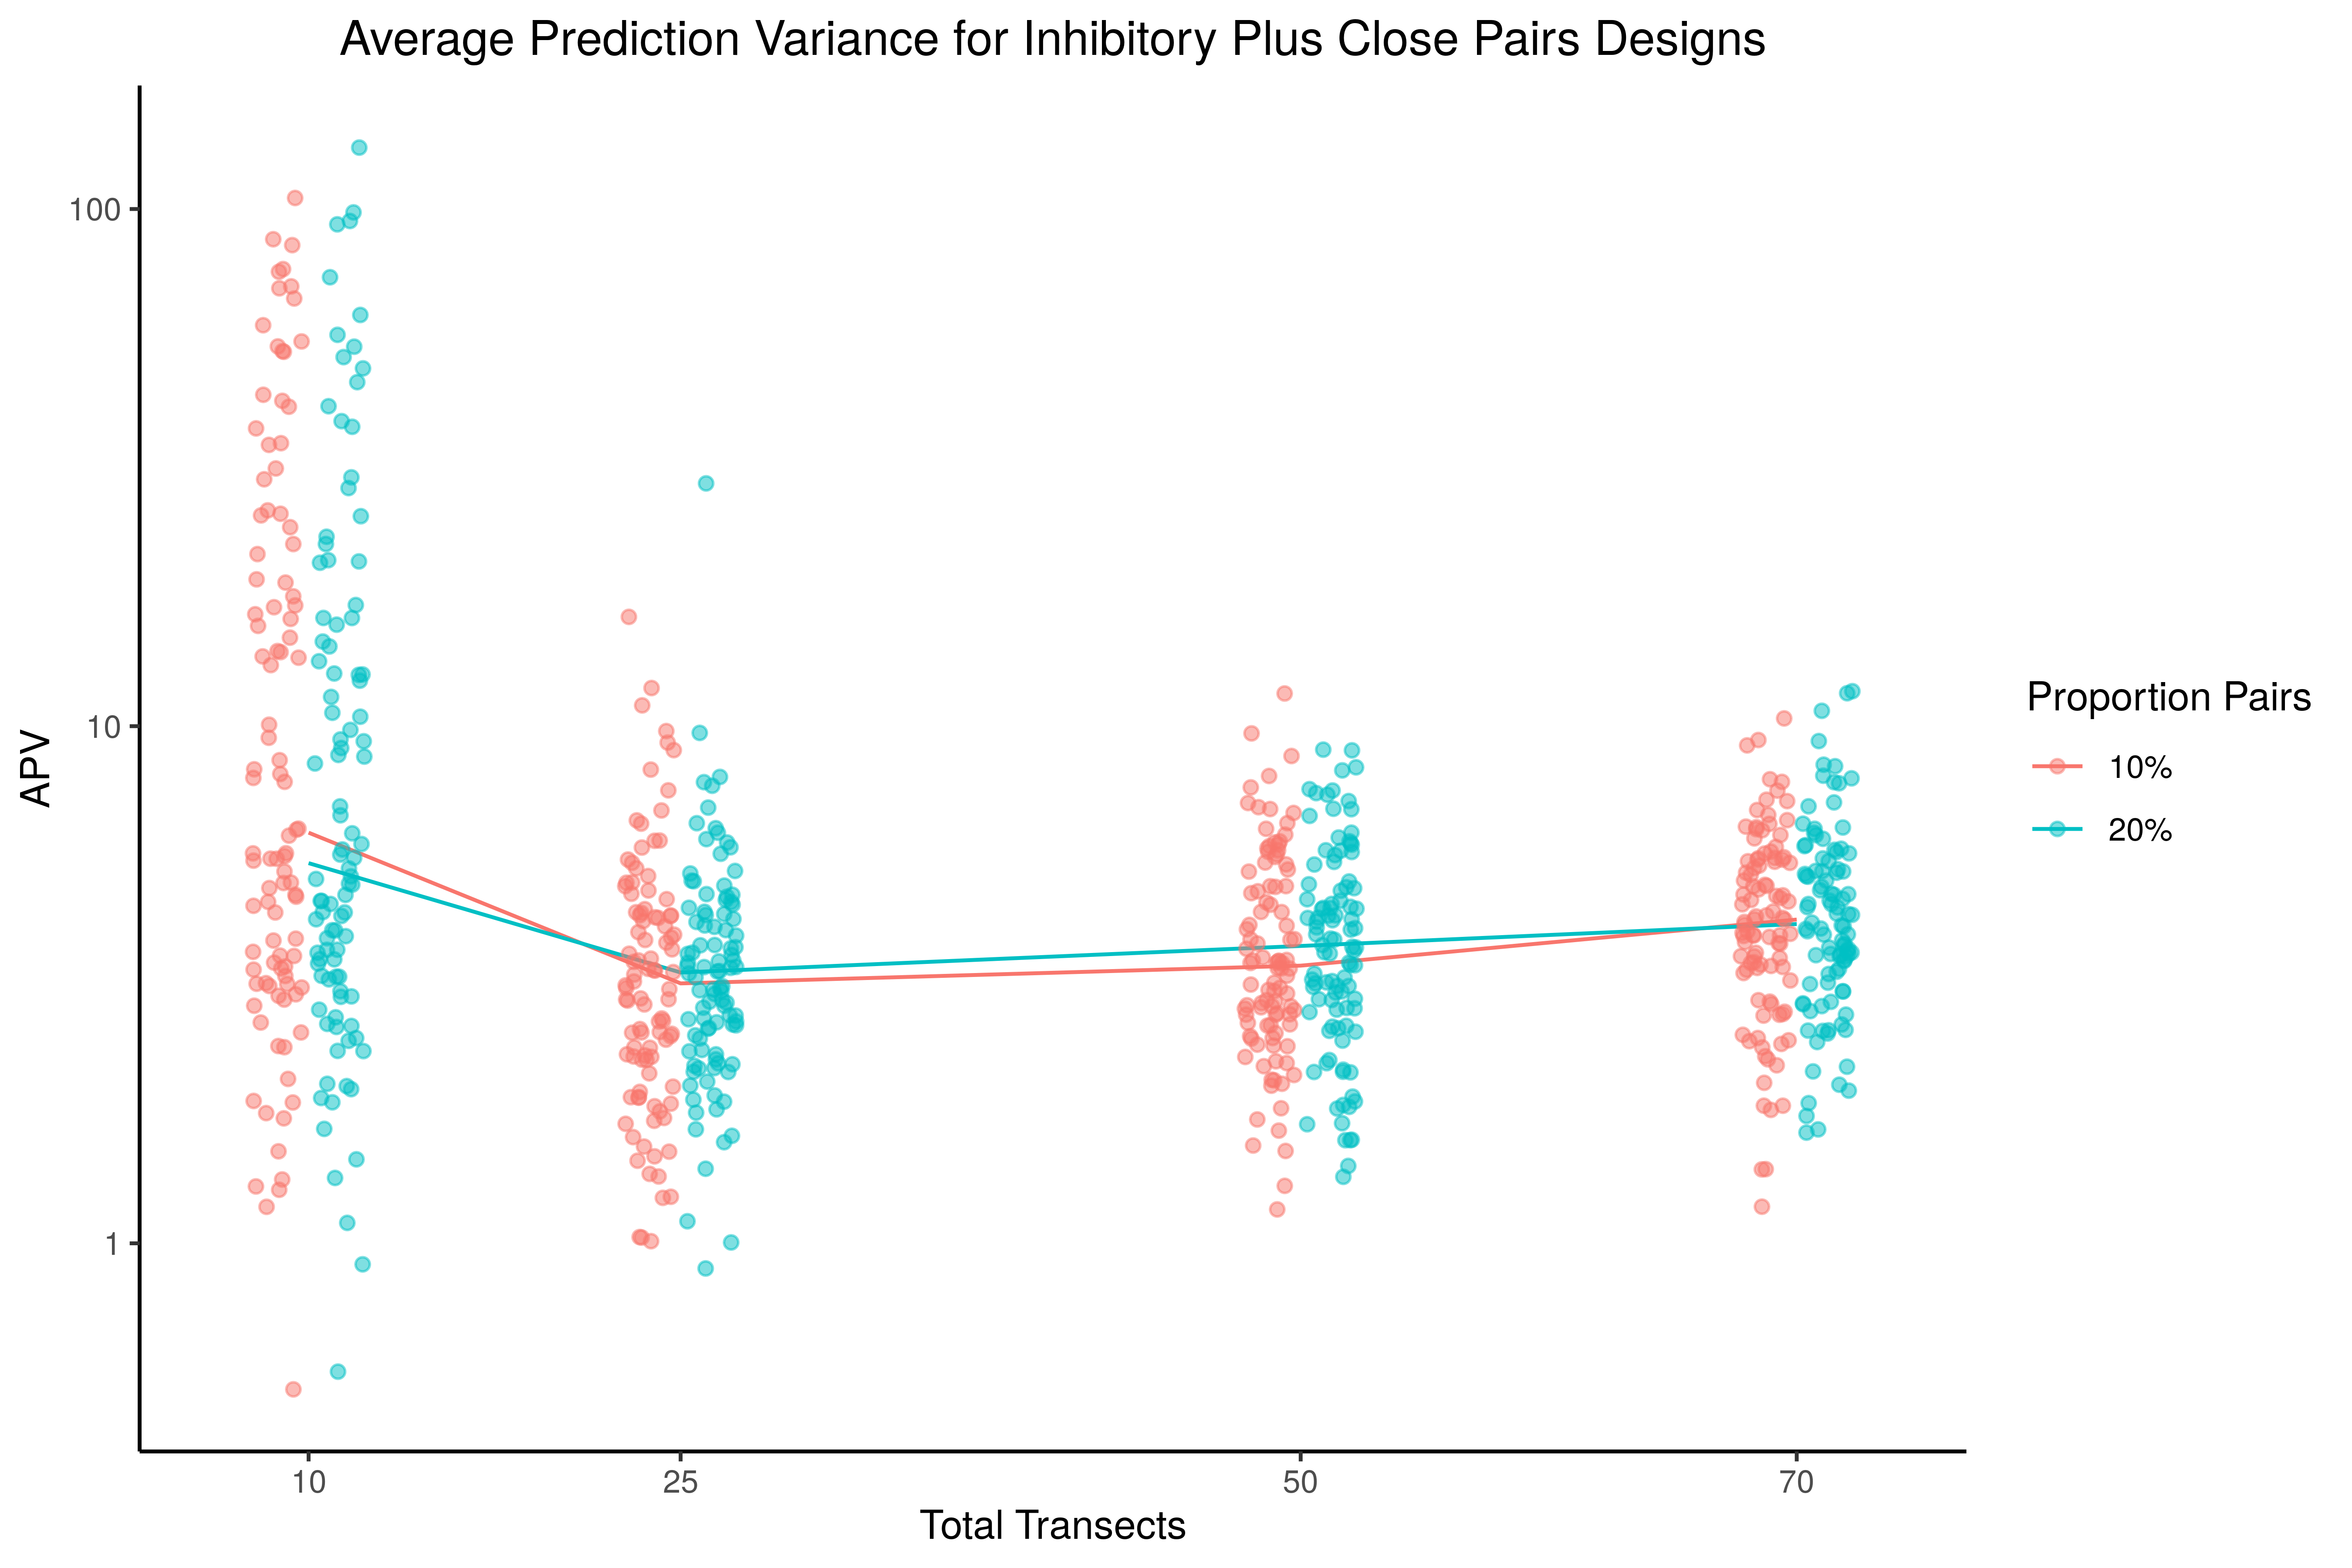 Average Prediction Variance for Inhibitory Plus Close Pairs Designs
100
10
1
APV
10
25
50
70
Total Transects
Proportion Pairs
10%
20%